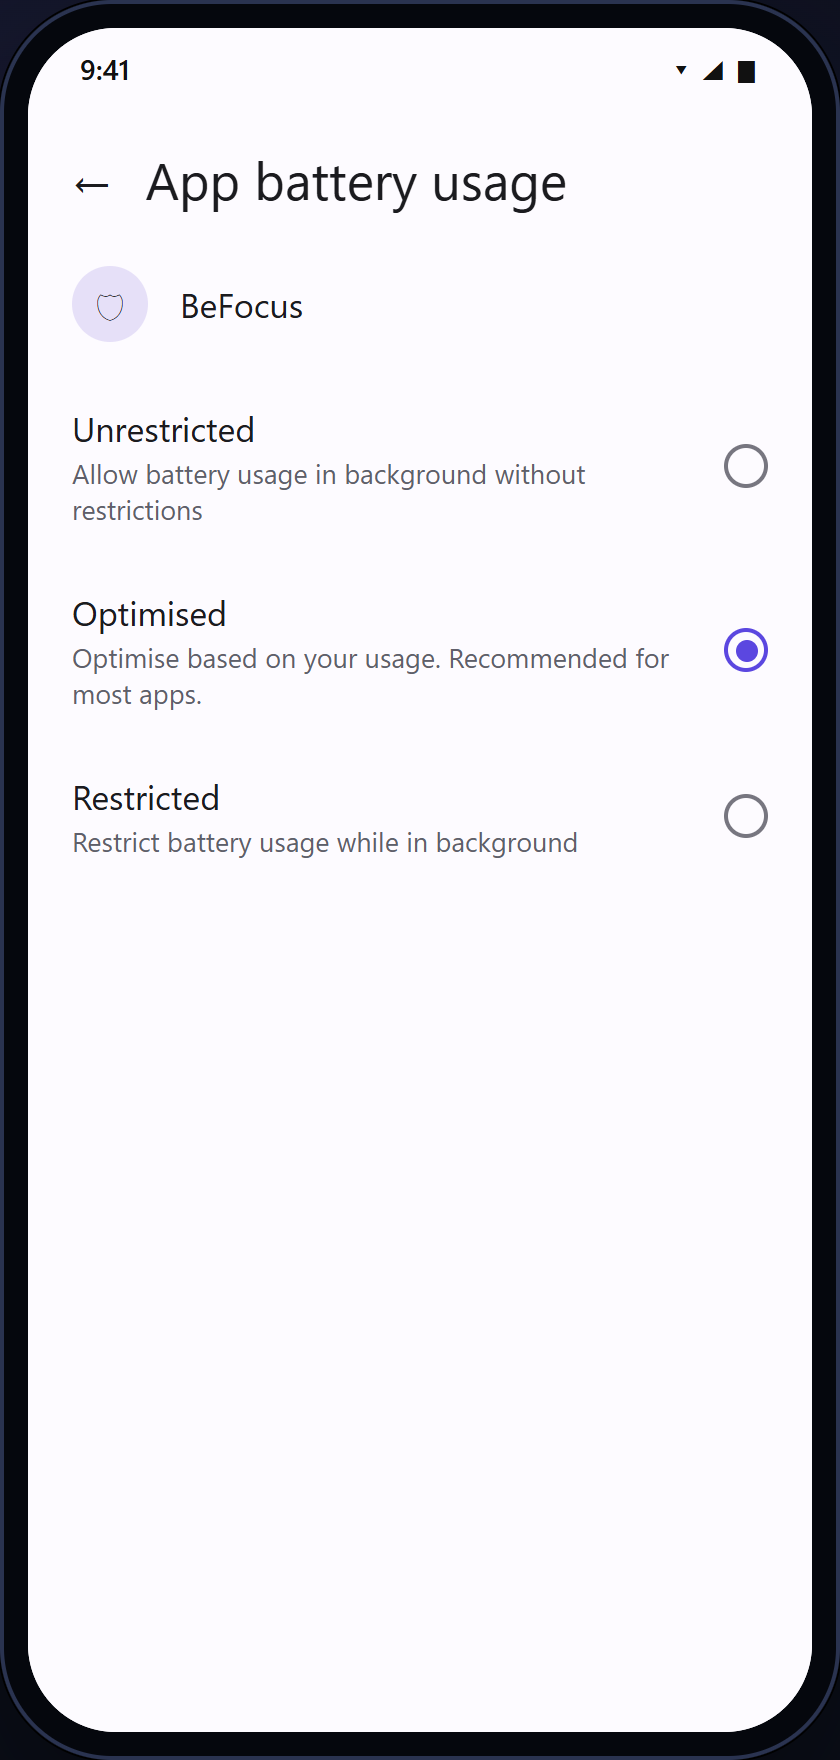 9:41
← App battery usage
BeFocus
Unrestricted
Allow battery usage in background without
restrictions
Optimised
Optimise based on your usage. Recommended for
most apps.
Restricted
Restrict battery usage while in background